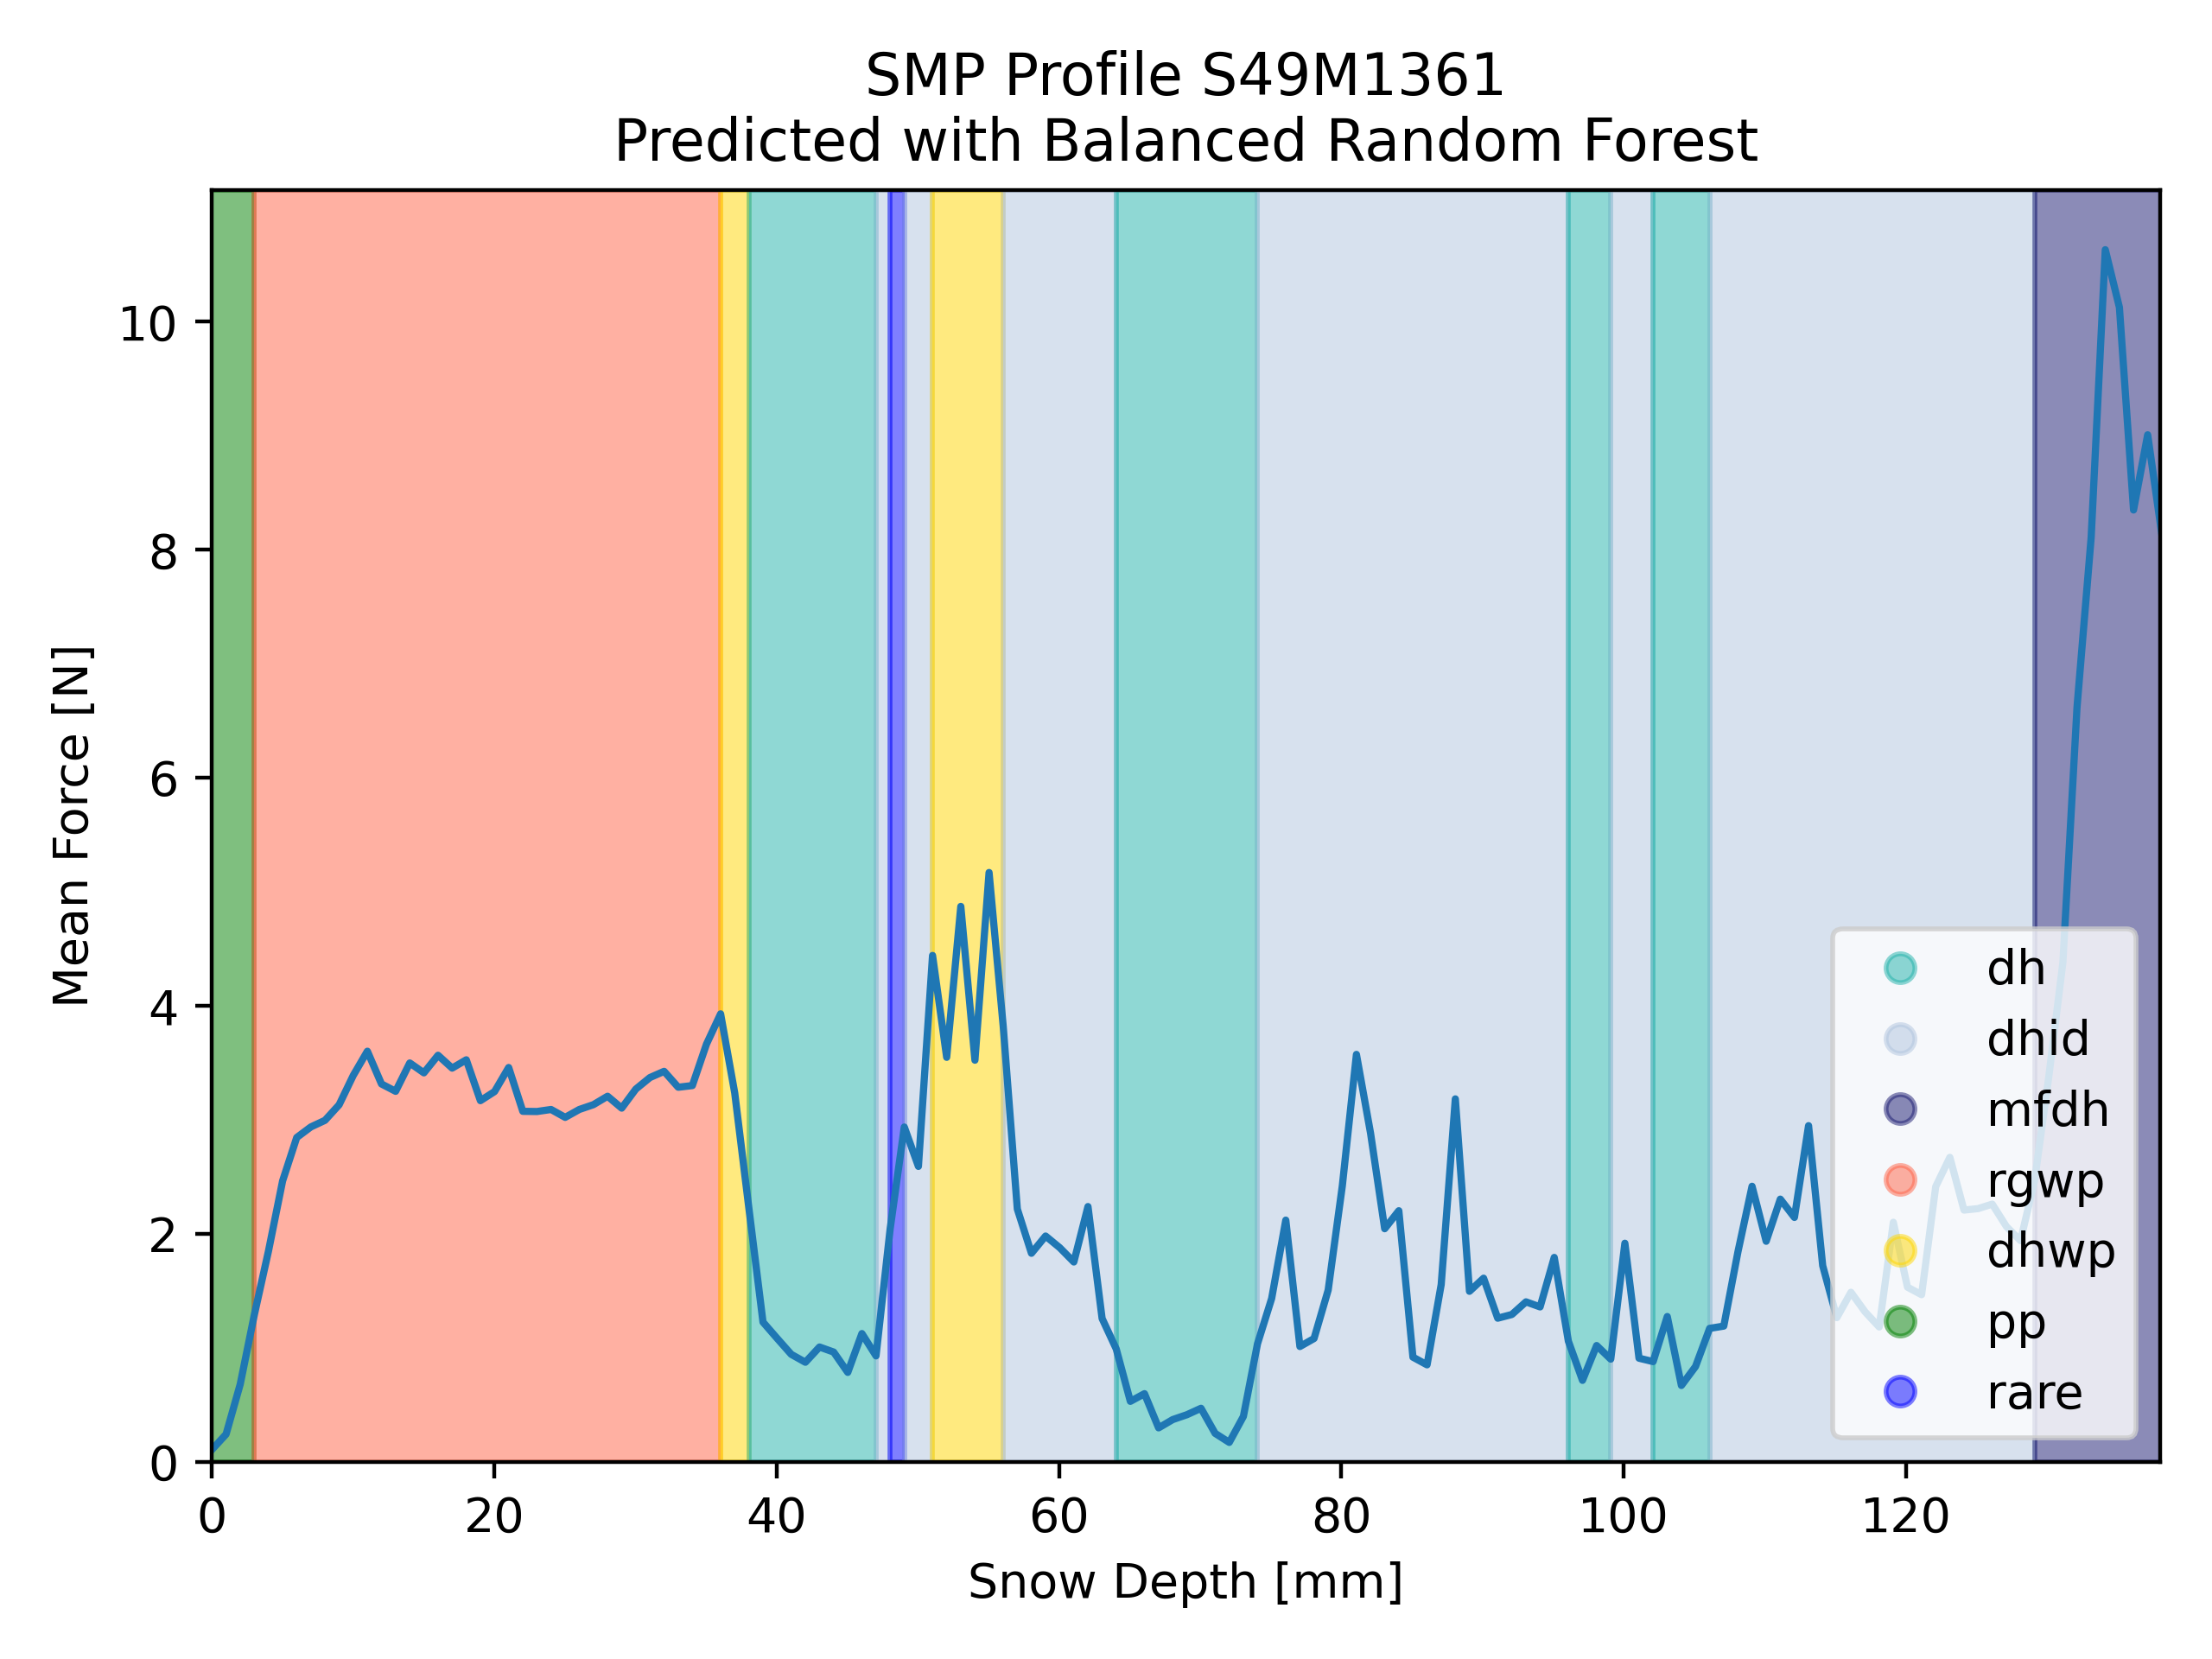 SMP Profile S49M1361
Predicted with Balanced Random Forest
Mean Force [N]
10
8
6
4
2
0
0 20 40 60 80 100 120
Snow Depth [mm]
dh
dhid
mfdh
rgwp
dhwp
pp
rare